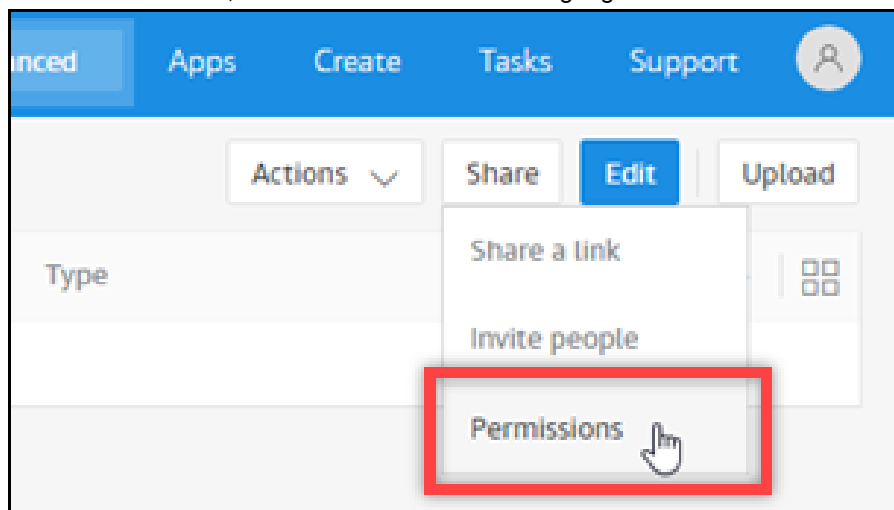 nced Apps Create Tasks Support
Actions Share Edit Upload
Type
Share a link
Invite people
Permissions